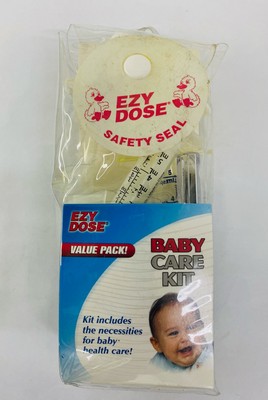 EZY
DOSE®
SAFETY SEAL
EZY
DOSE®
VALUE PACK!
BABY
CARE
KIT
Kit includes
the necessities
for baby
health care!